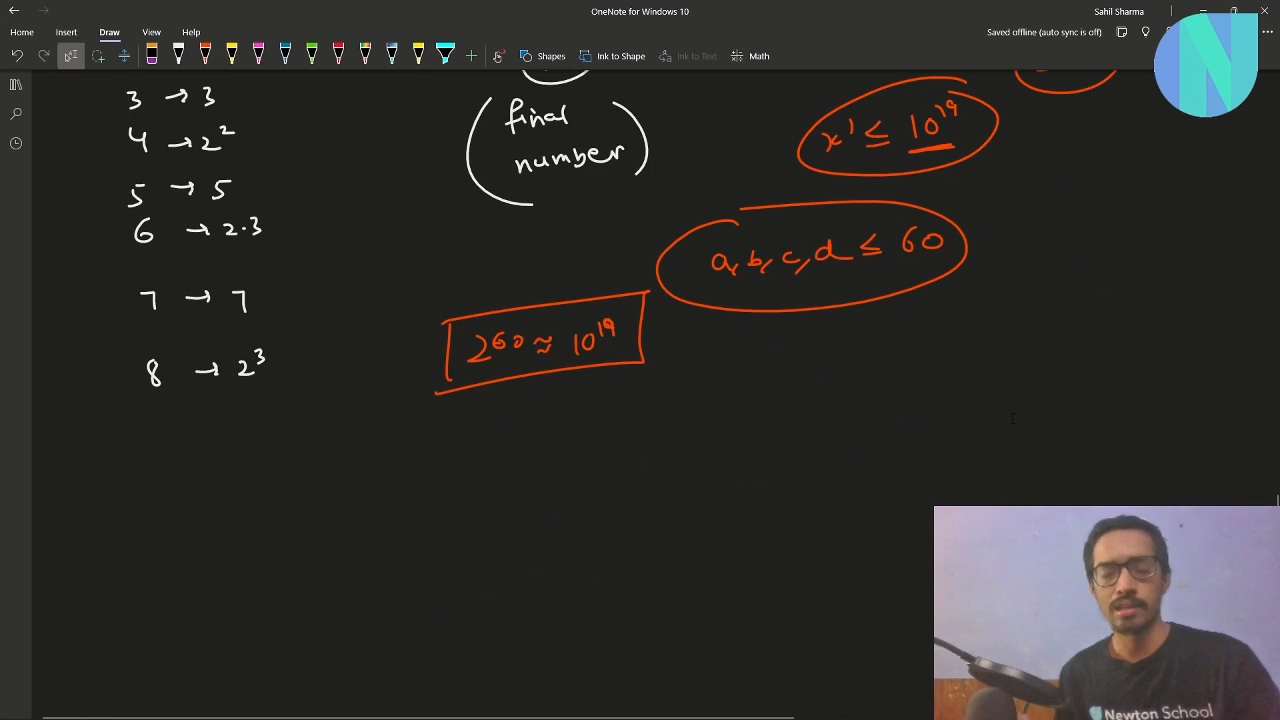 OneNote for Windows 10
Sahil Sharma
Home Insert Draw View Help
Saved offline (auto sync is off)
Shapes Ink to Shape Ink to Text Math
3 → 3
4 → 2²
5 → 5
6 → 2·3
7 → 7
8 → 2³
final
number
x' ≤ 10¹⁹
a, b, c, d ≤ 60
2⁶⁰ ≈ 10¹⁹
Newton School